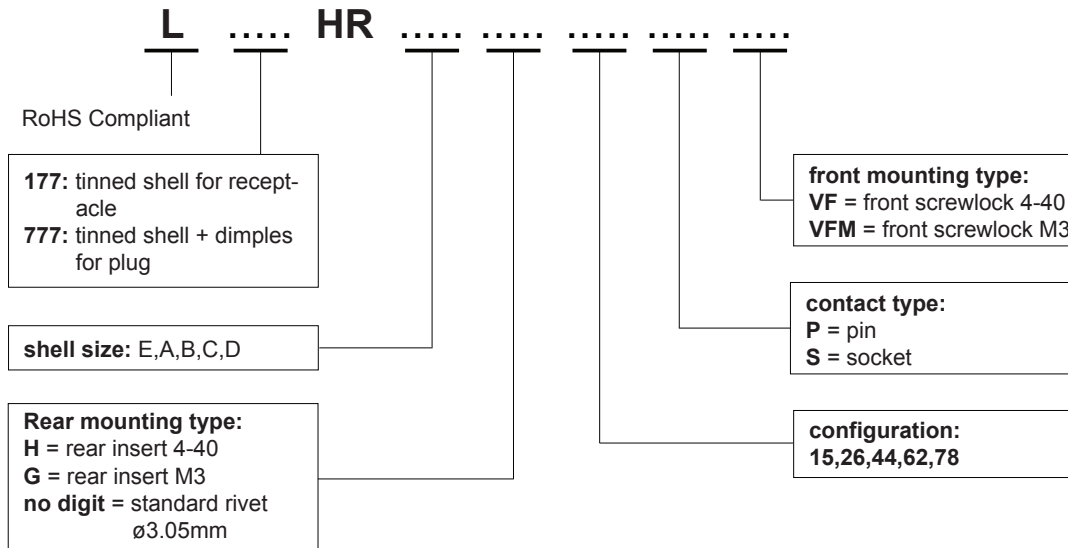 L ..... HR ..... ..... ..... ..... .....
RoHS Compliant
177: tinned shell for recept-
acle
777: tinned shell + dimples
for plug
shell size: E,A,B,C,D
Rear mounting type:
H = rear insert 4-40
G = rear insert M3
no digit = standard rivet
ø3.05mm
front mounting type:
VF = front screwlock 4-40
VFM = front screwlock M3
contact type:
P = pin
S = socket
configuration:
15,26,44,62,78